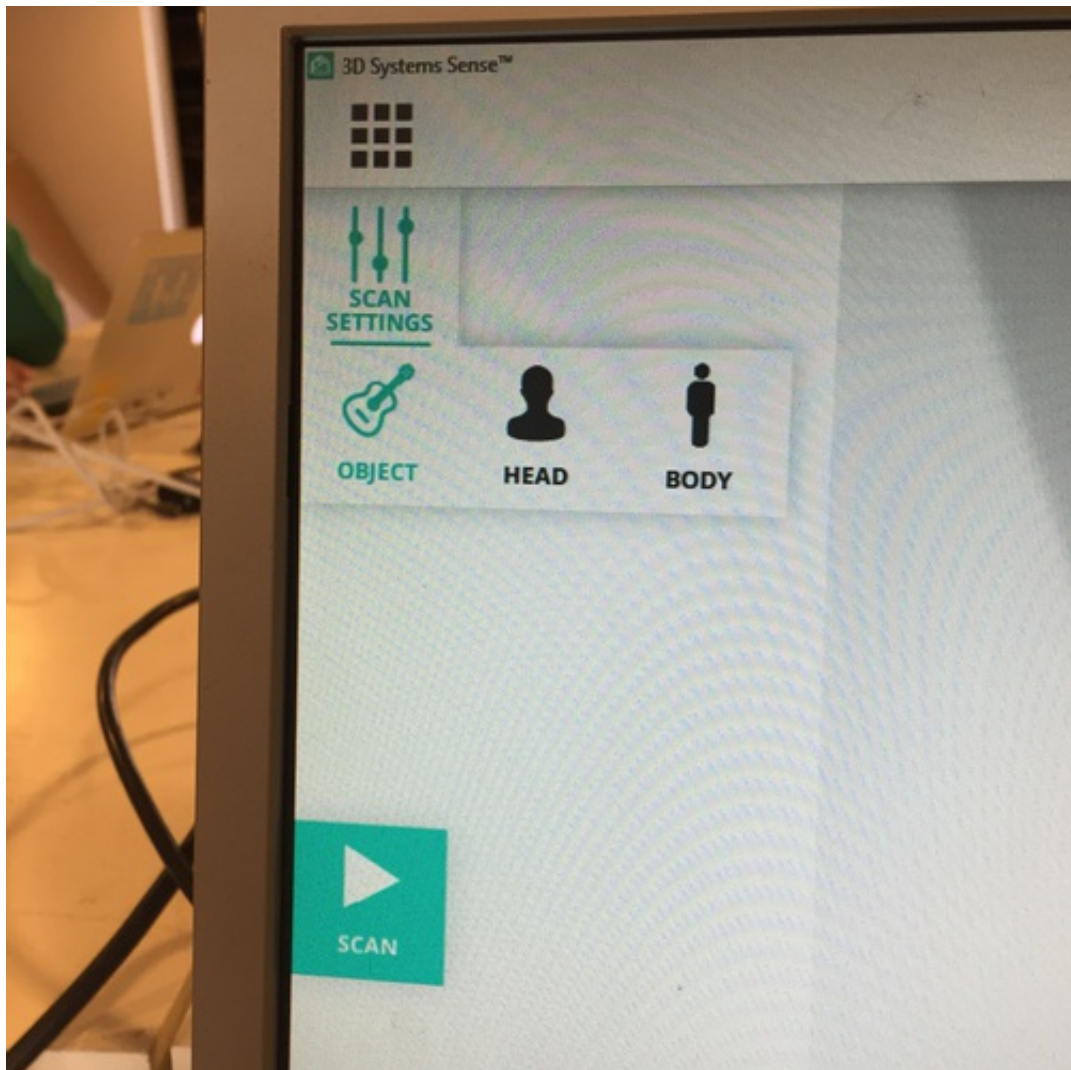 3D Systems Sense™
SCAN
SETTINGS
OBJECT
HEAD
BODY
SCAN